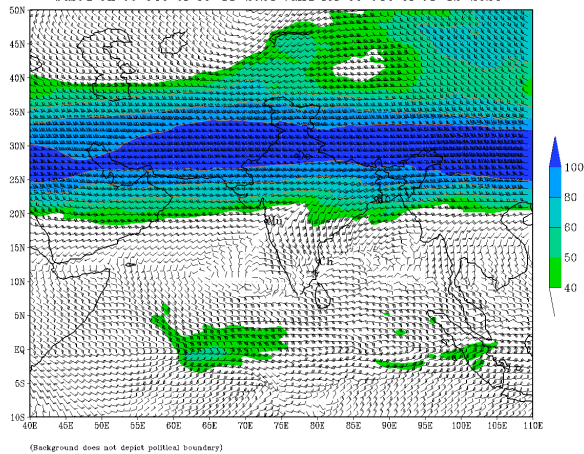 50N
45N
40N
35N
30N
25N
20N
15N
10N
5N
EQ
5S
10S
40E 45E 50E 55E 60E 65E 70E 75E 80E 85E 90E 95E 100E 105E 110E
100
80
60
50
40
Mu
Ch
(Background does not depict political boundary)